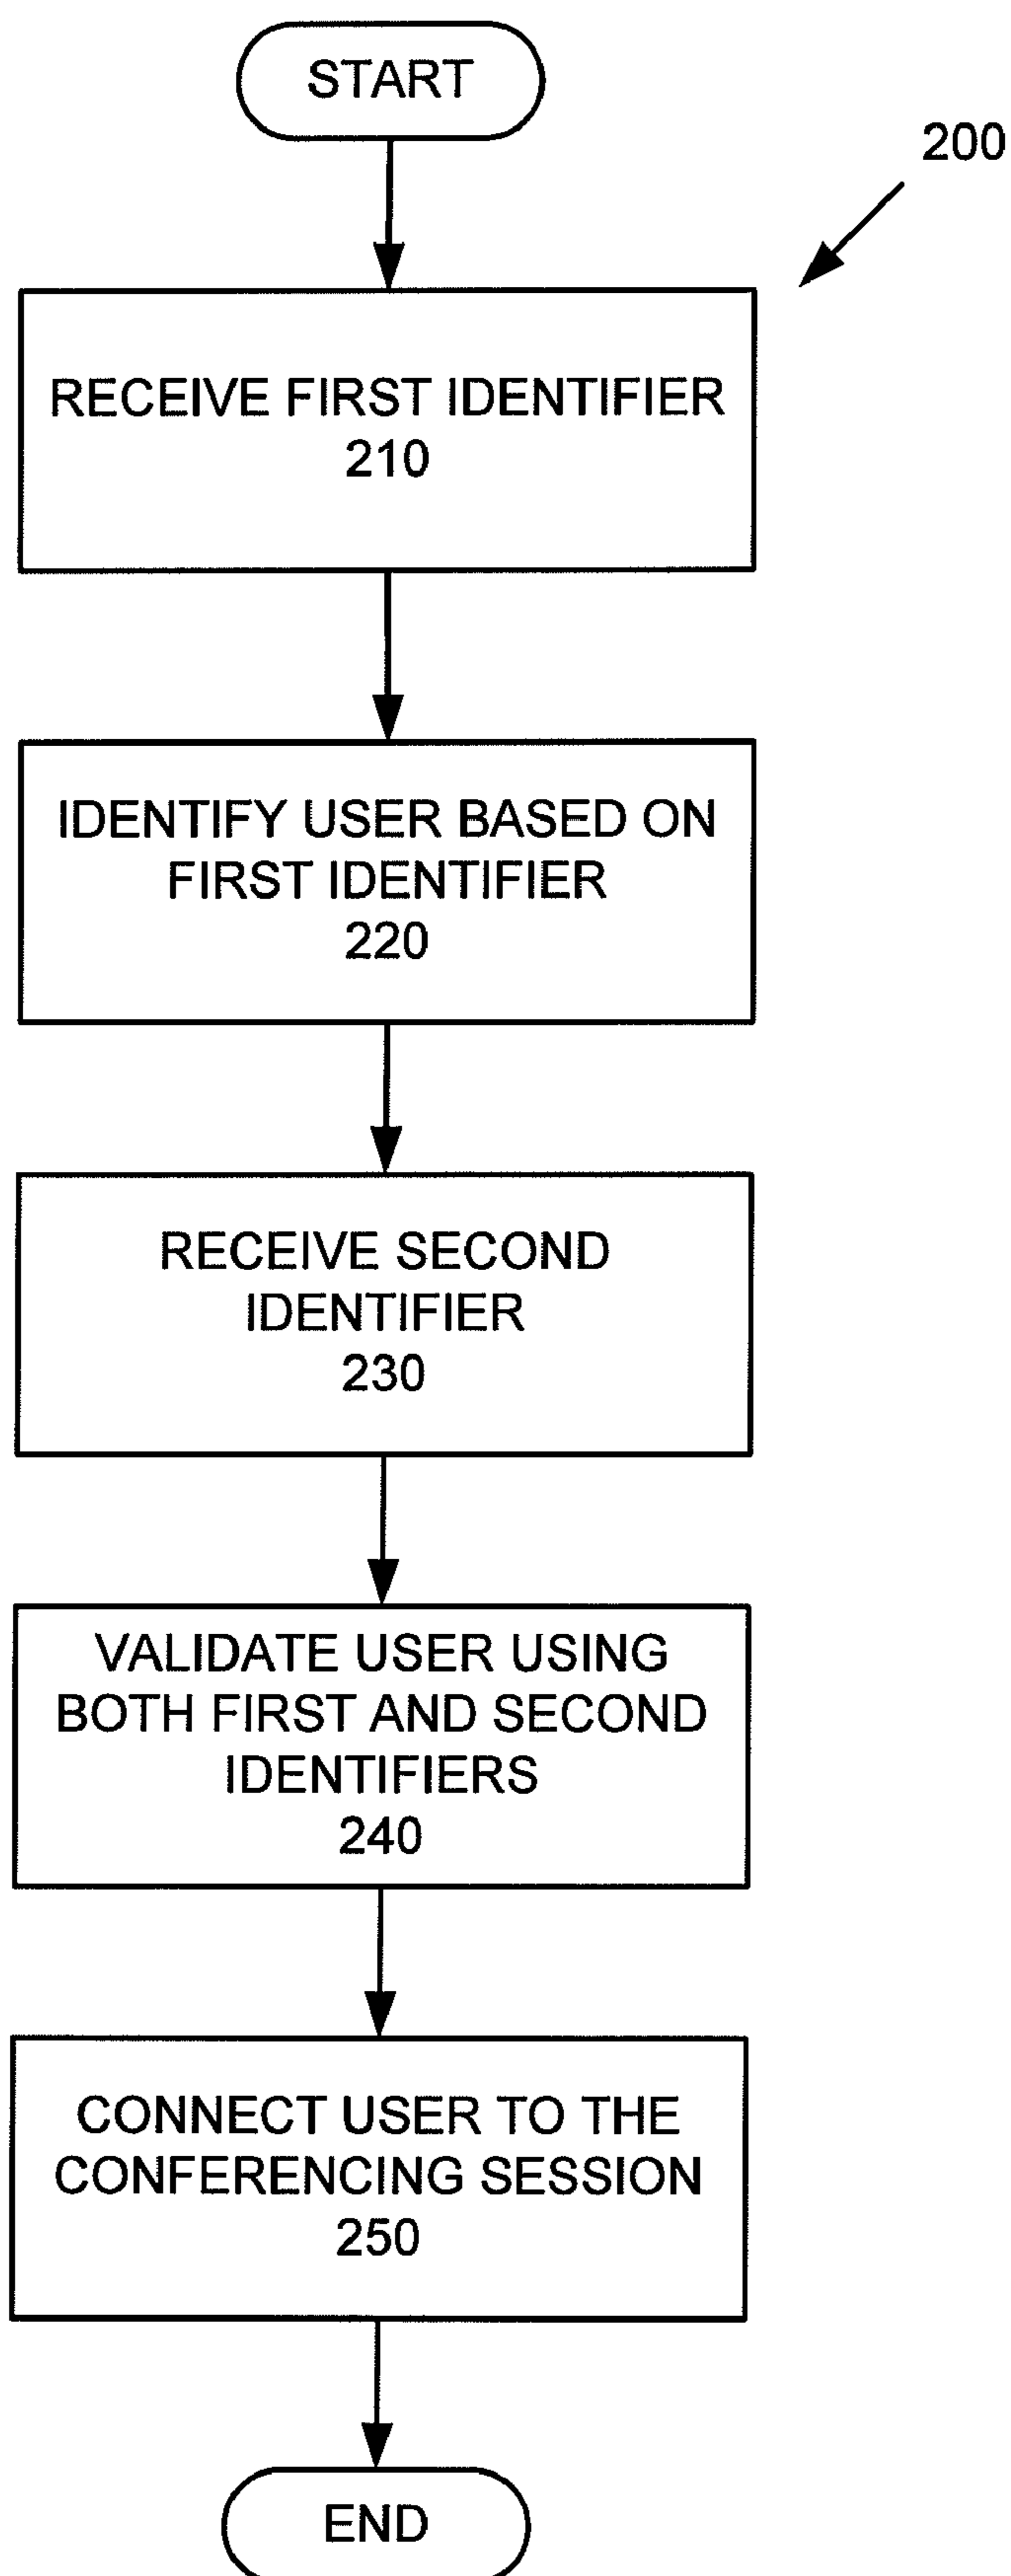 START
200
RECEIVE FIRST IDENTIFIER
210
IDENTIFY USER BASED ON
FIRST IDENTIFIER
220
RECEIVE SECOND
IDENTIFIER
230
VALIDATE USER USING
BOTH FIRST AND SECOND
IDENTIFIERS
240
CONNECT USER TO THE
CONFERENCING SESSION
250
END